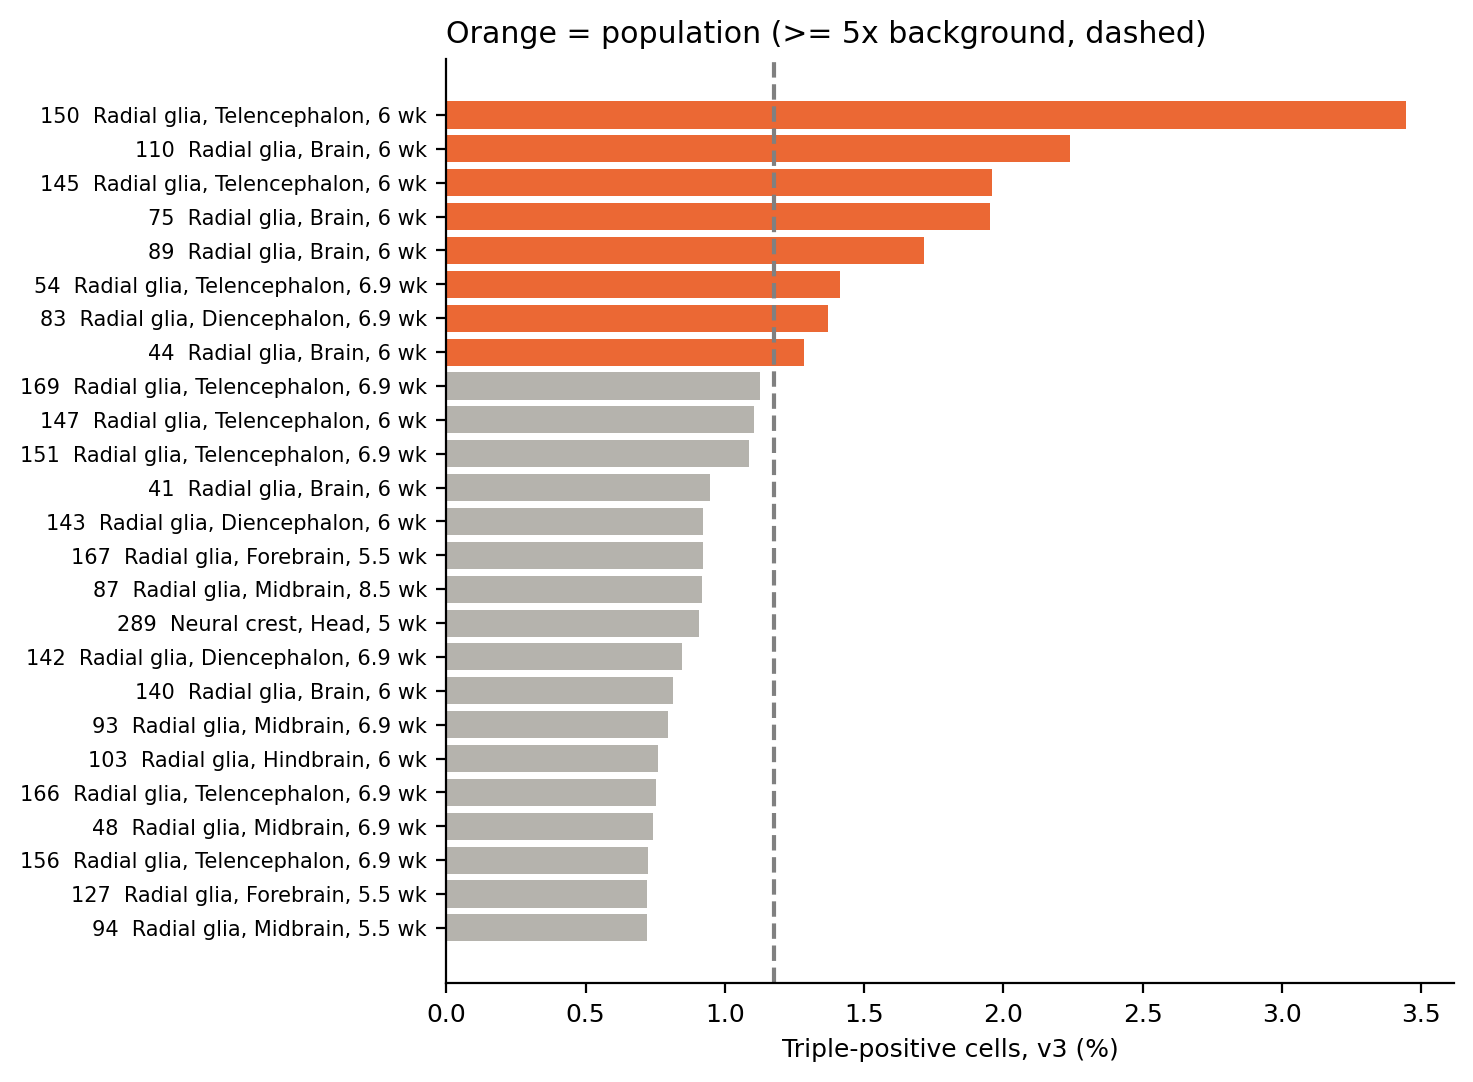 Orange = population (>= 5x background, dashed)
150  Radial glia, Telencephalon, 6 wk
110  Radial glia, Brain, 6 wk
145  Radial glia, Telencephalon, 6 wk
75  Radial glia, Brain, 6 wk
89  Radial glia, Brain, 6 wk
54  Radial glia, Telencephalon, 6.9 wk
83  Radial glia, Diencephalon, 6.9 wk
44  Radial glia, Brain, 6 wk
169  Radial glia, Telencephalon, 6.9 wk
147  Radial glia, Telencephalon, 6 wk
151  Radial glia, Telencephalon, 6.9 wk
41  Radial glia, Brain, 6 wk
143  Radial glia, Diencephalon, 6 wk
167  Radial glia, Forebrain, 5.5 wk
87  Radial glia, Midbrain, 8.5 wk
289  Neural crest, Head, 5 wk
142  Radial glia, Diencephalon, 6.9 wk
140  Radial glia, Brain, 6 wk
93  Radial glia, Midbrain, 6.9 wk
103  Radial glia, Hindbrain, 6 wk
166  Radial glia, Telencephalon, 6.9 wk
48  Radial glia, Midbrain, 6.9 wk
156  Radial glia, Telencephalon, 6.9 wk
127  Radial glia, Forebrain, 5.5 wk
94  Radial glia, Midbrain, 5.5 wk
0.0 0.5 1.0 1.5 2.0 2.5 3.0 3.5
Triple-positive cells, v3 (%)